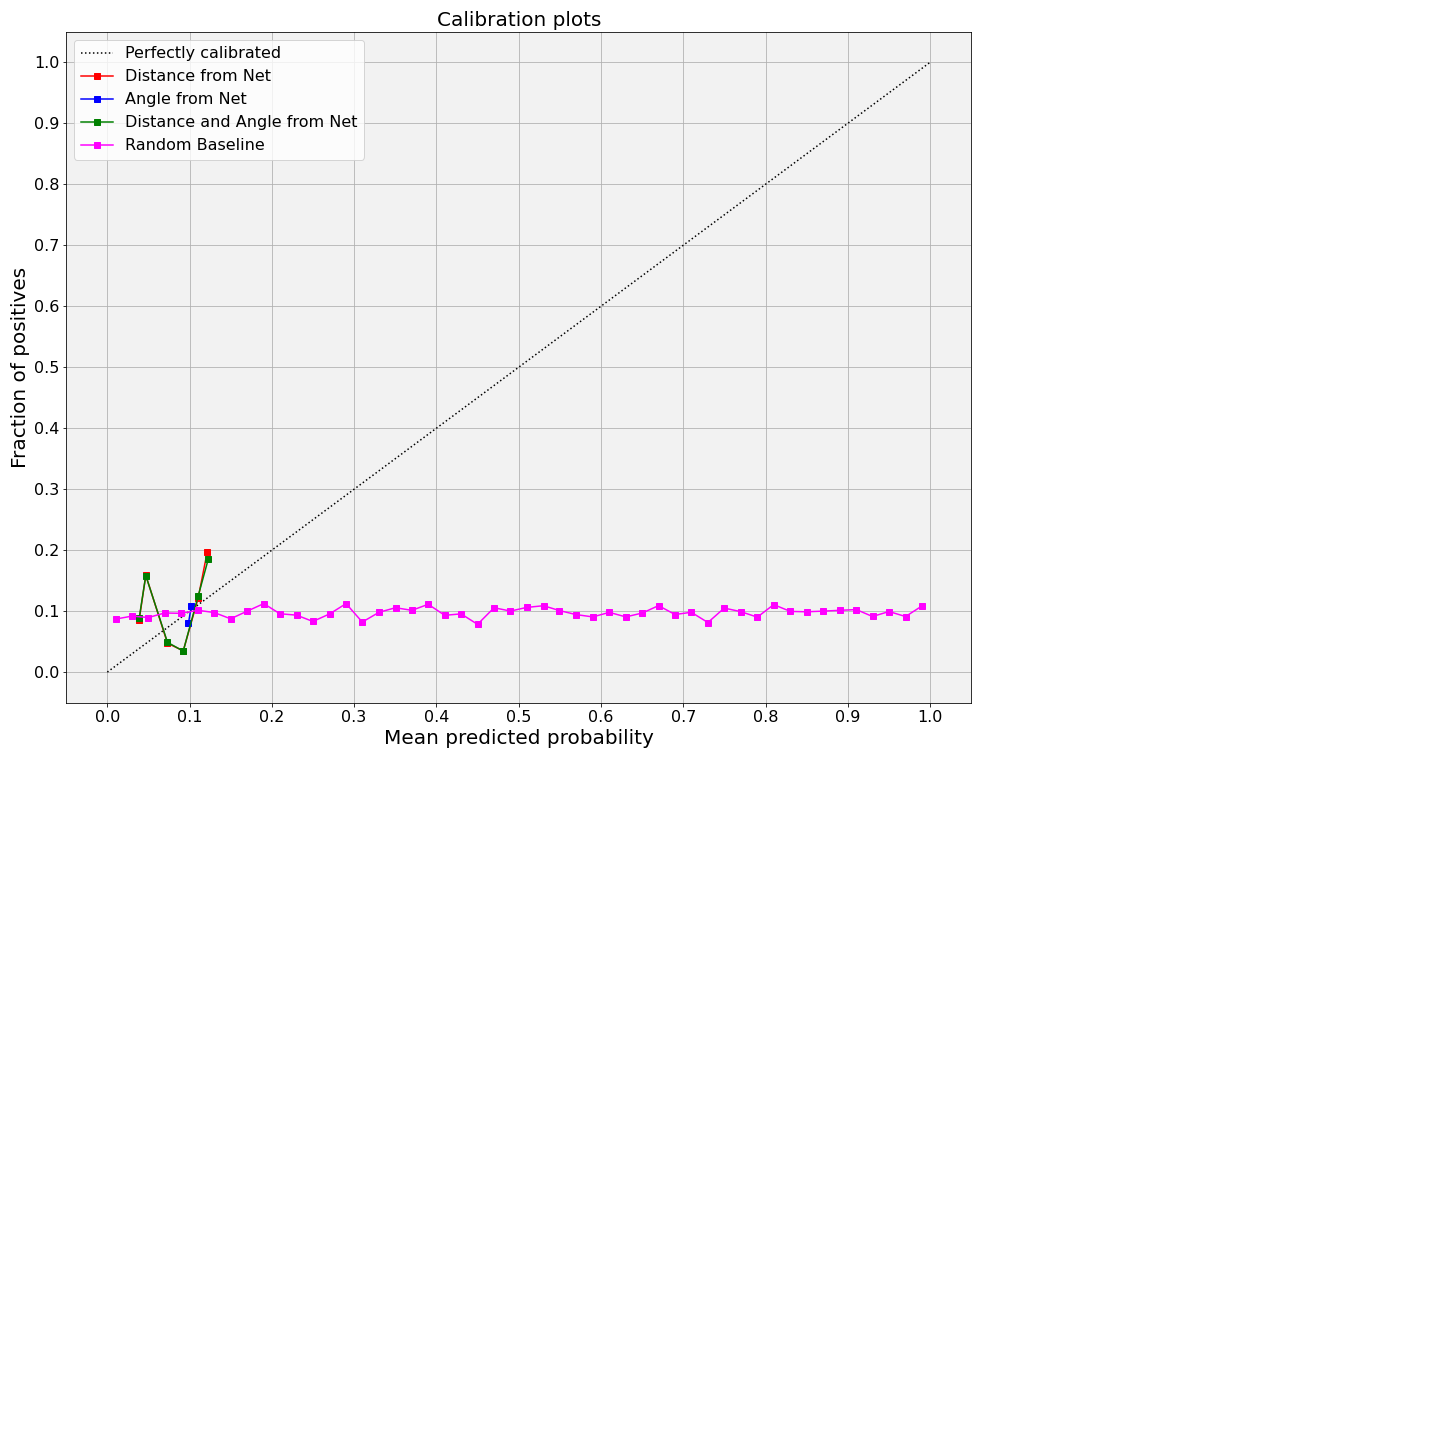 Calibration plots
Perfectly calibrated
Distance from Net
Angle from Net
Distance and Angle from Net
Random Baseline
1.0
0.9
0.8
0.7
0.6
0.5
0.4
0.3
0.2
0.1
0.0
Fraction of positives
0.0 0.1 0.2 0.3 0.4 0.5 0.6 0.7 0.8 0.9 1.0
Mean predicted probability